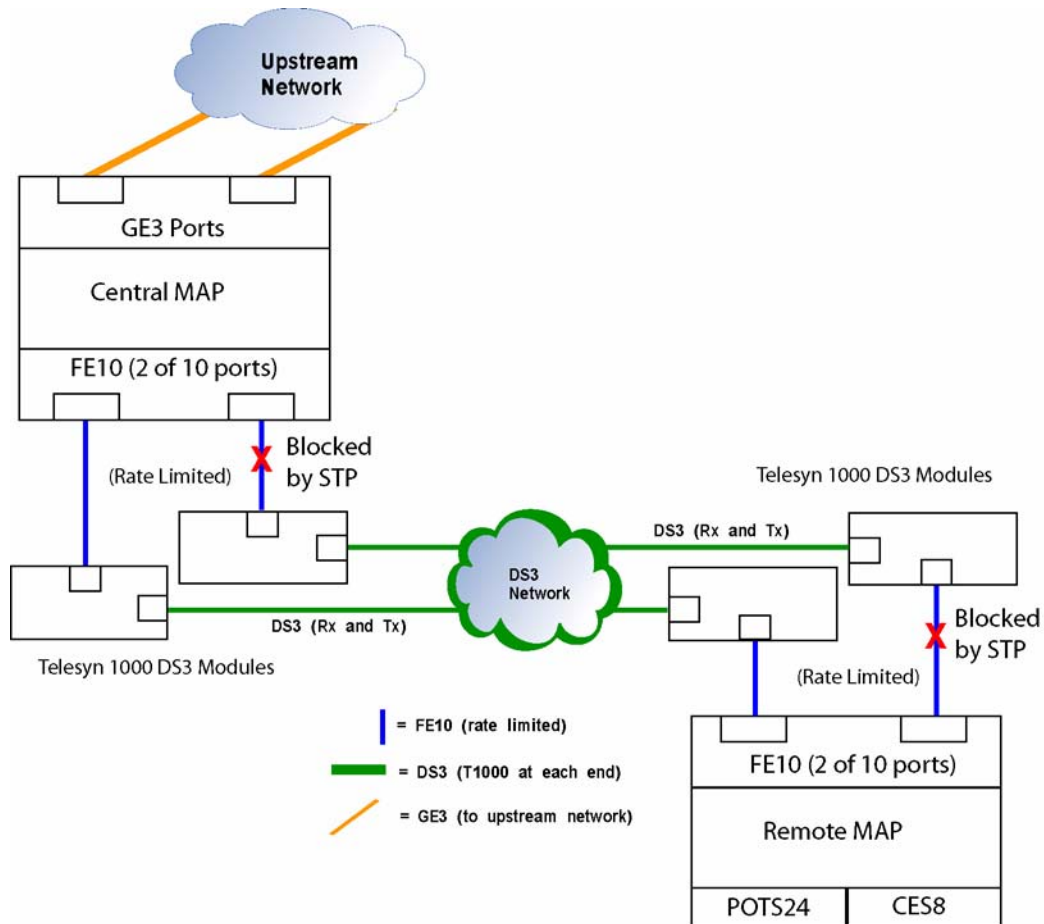 Upstream
Network
GE3 Ports
Central MAP
FE10 (2 of 10 ports)
(Rate Limited)
X
Blocked
by STP
Telesyn 1000 DS3 Modules
DS3 (Rx and Tx)
DS3
Network
DS3 (Rx and Tx)
Telesyn 1000 DS3 Modules
X
Blocked
by STP
(Rate Limited)
= FE10 (rate limited)
= DS3 (T1000 at each end)
= GE3 (to upstream network)
FE10 (2 of 10 ports)
Remote MAP
POTS24
CES8